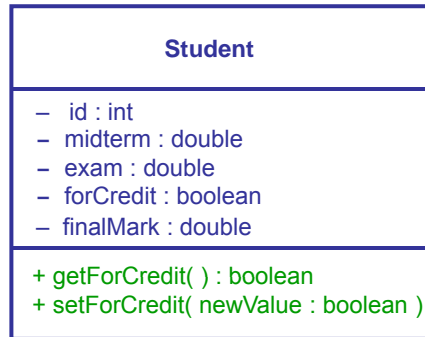 Student
– id : int
– midterm : double
– exam : double
– forCredit : boolean
– finalMark : double
+ getForCredit( ) : boolean
+ setForCredit( newValue : boolean )